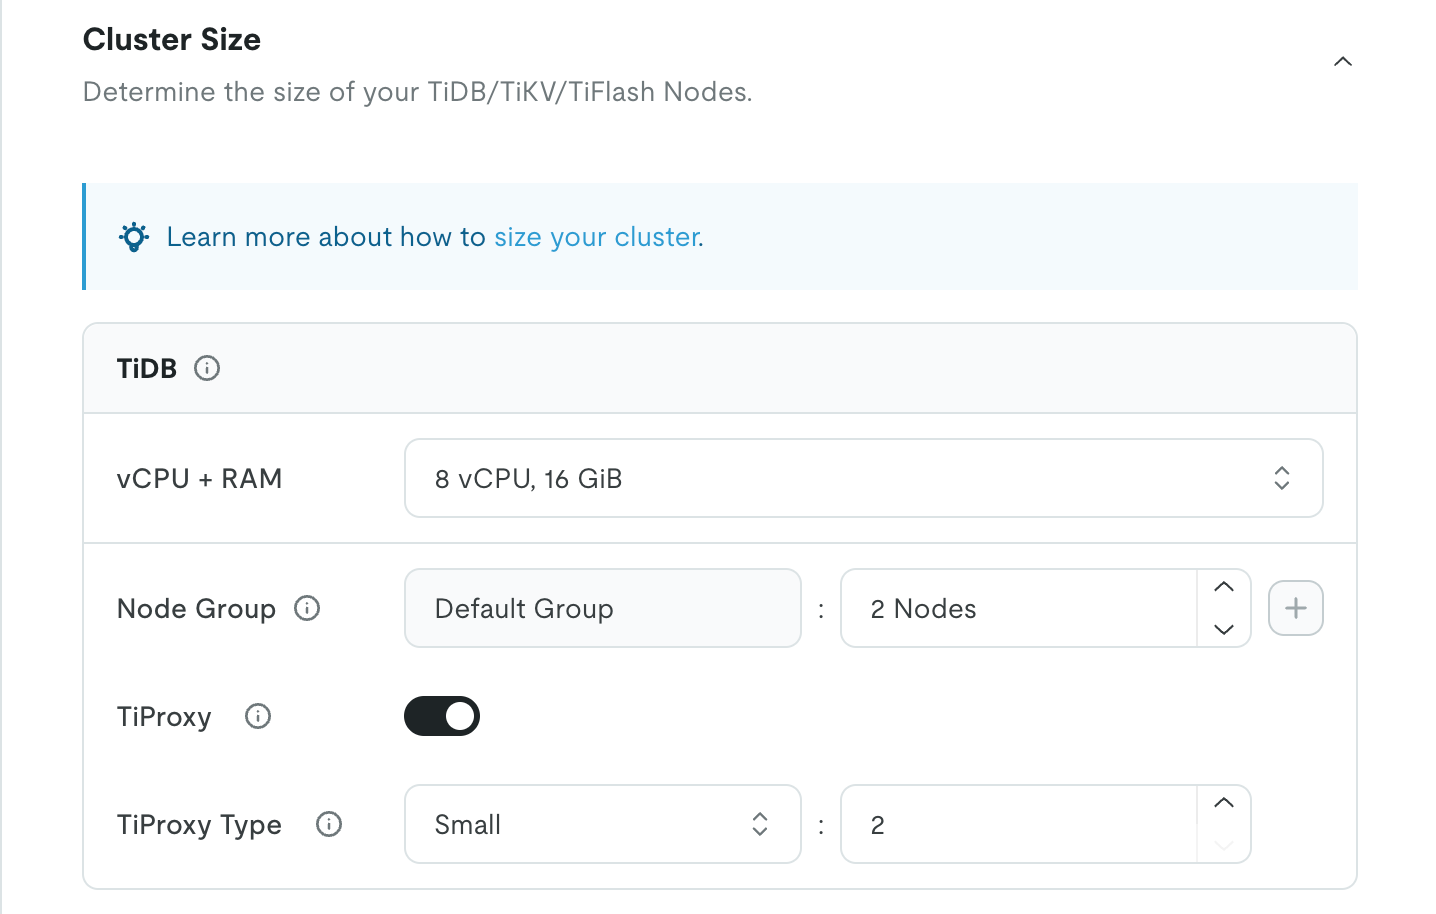 Cluster Size
Determine the size of your TiDB/TiKV/TiFlash Nodes.
Learn more about how to size your cluster.
TiDB
vCPU + RAM
8 vCPU, 16 GiB
Node Group
Default Group
:
2 Nodes
TiProxy
TiProxy Type
Small
:
2